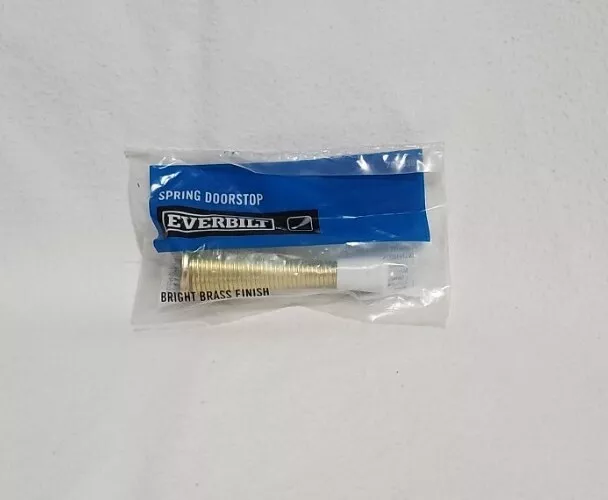 SPRING DOORSTOP
EVERBILT
BRIGHT BRASS FINISH